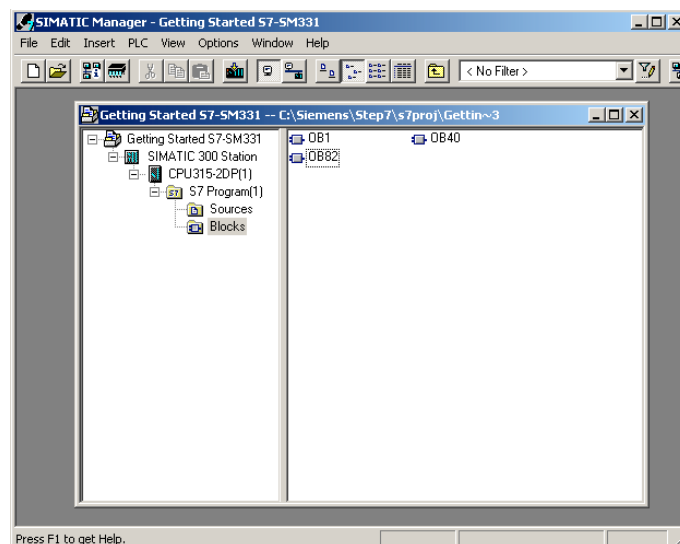 SIMATIC Manager - Getting Started S7-SM331
File Edit Insert PLC View Options Window Help
< No Filter >
Getting Started S7-SM331 -- C:\Siemens\Step7\s7proj\Gettin~3
Getting Started S7-SM331
SIMATIC 300 Station
CPU315-2DP(1)
S7 Program(1)
Sources
Blocks
OB1 OB40
OB82
Press F1 to get Help.